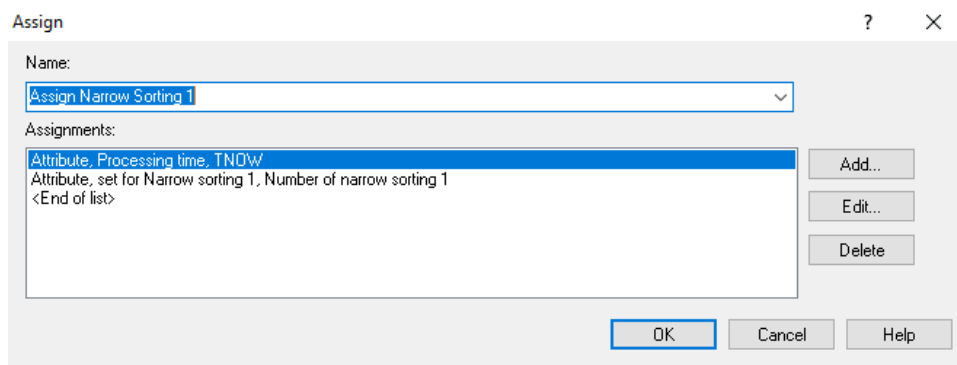 Assign
?
Name:
Assign Narrow Sorting 1
Assignments:
Attribute, Processing time, TNOW
Attribute, set for Narrow sorting 1, Number of narrow sorting 1
<End of list>
Add...
Edit...
Delete
OK
Cancel
Help